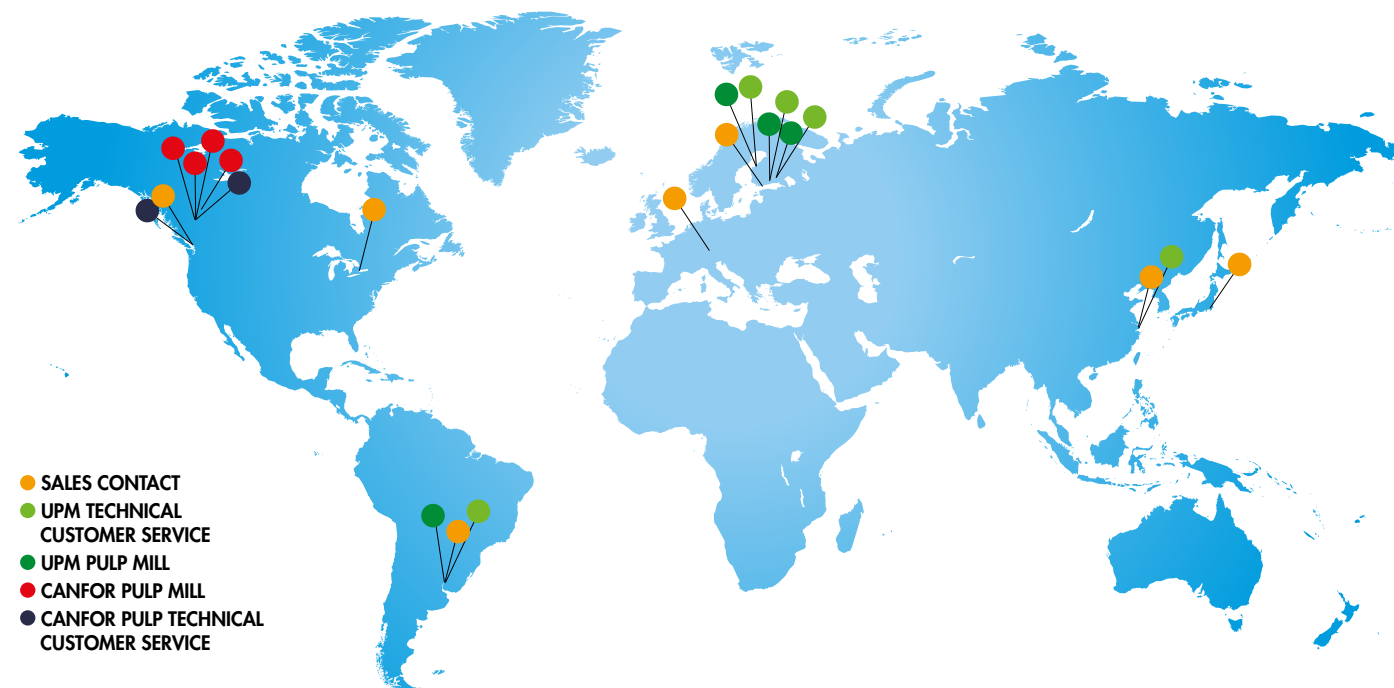 SALES CONTACT
UPM TECHNICAL
CUSTOMER SERVICE
UPM PULP MILL
CANFOR PULP MILL
CANFOR PULP TECHNICAL
CUSTOMER SERVICE